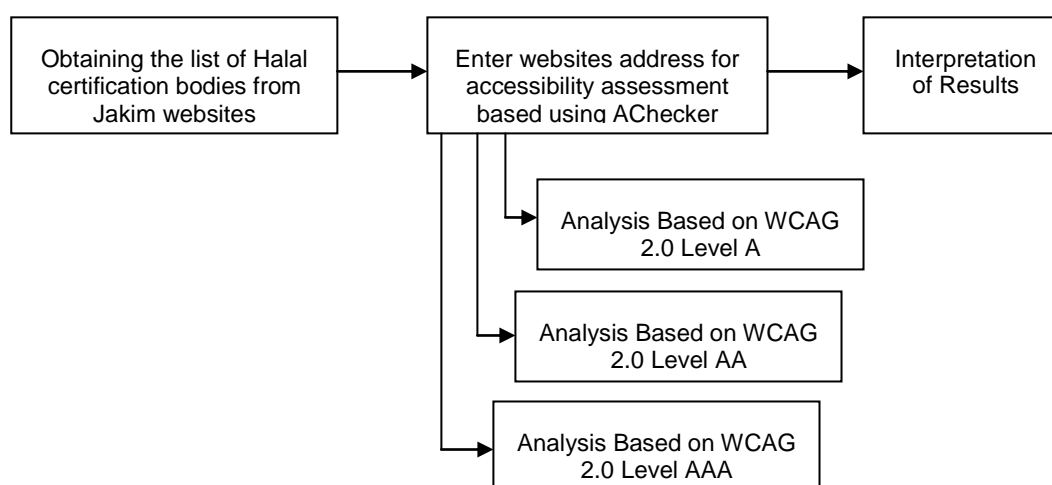 Obtaining the list of Halal
certification bodies from
Jakim websites
Enter websites address for
accessibility assessment
based using AChecker
Interpretation
of Results
Analysis Based on WCAG
2.0 Level A
Analysis Based on WCAG
2.0 Level AA
Analysis Based on WCAG
2.0 Level AAA